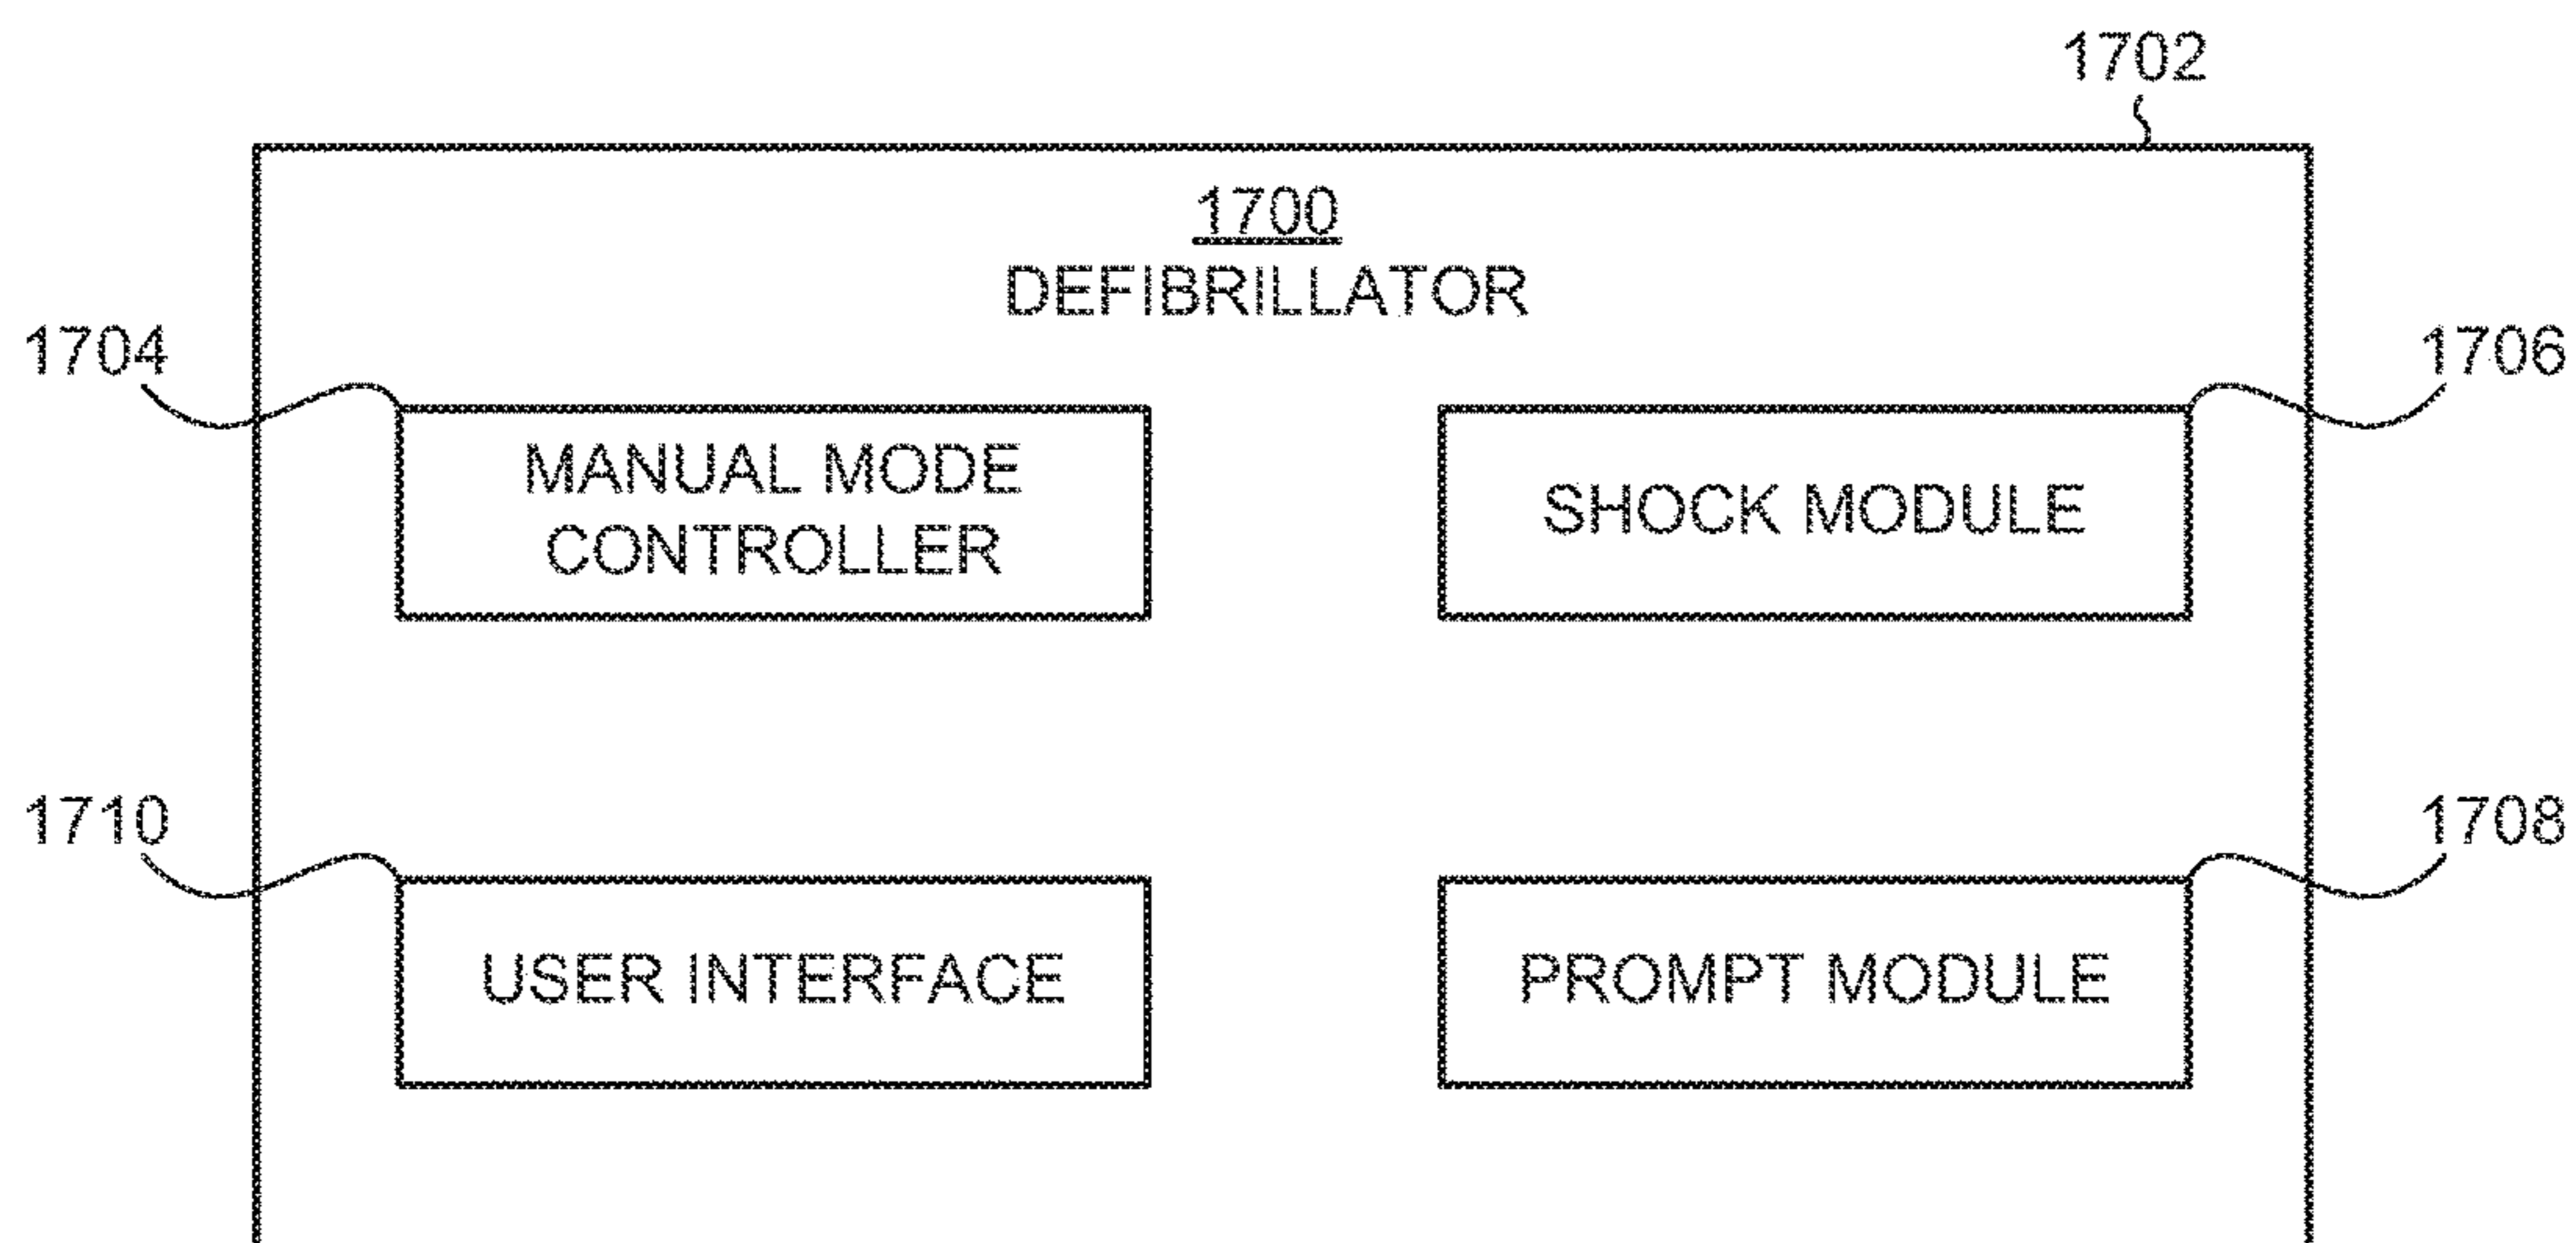 1702
1700
DEFIBRILLATOR
1704
1706
MANUAL MODE
CONTROLLER
SHOCK MODULE
1710
1708
USER INTERFACE
PROMPT MODULE